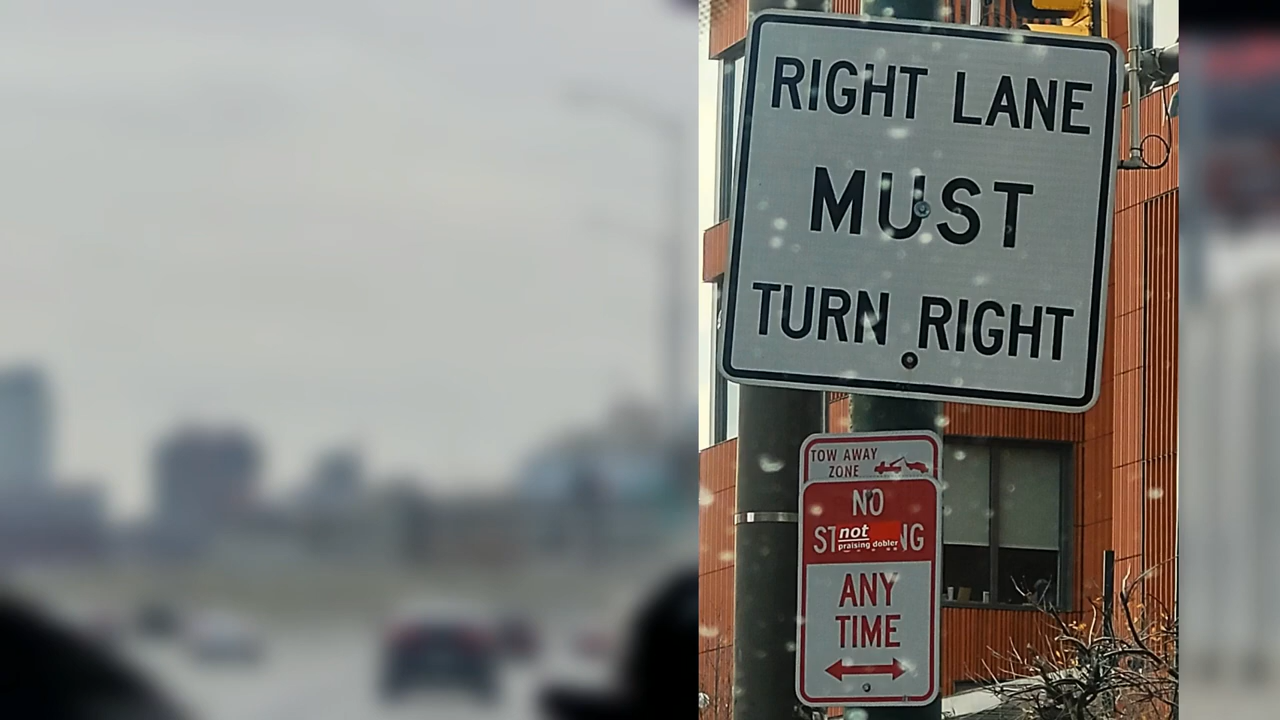 RIGHT LANE
MUST
TURN RIGHT
TOW AWAY
ZONE
NO
ST NG
not
praising dobler
ANY
TIME